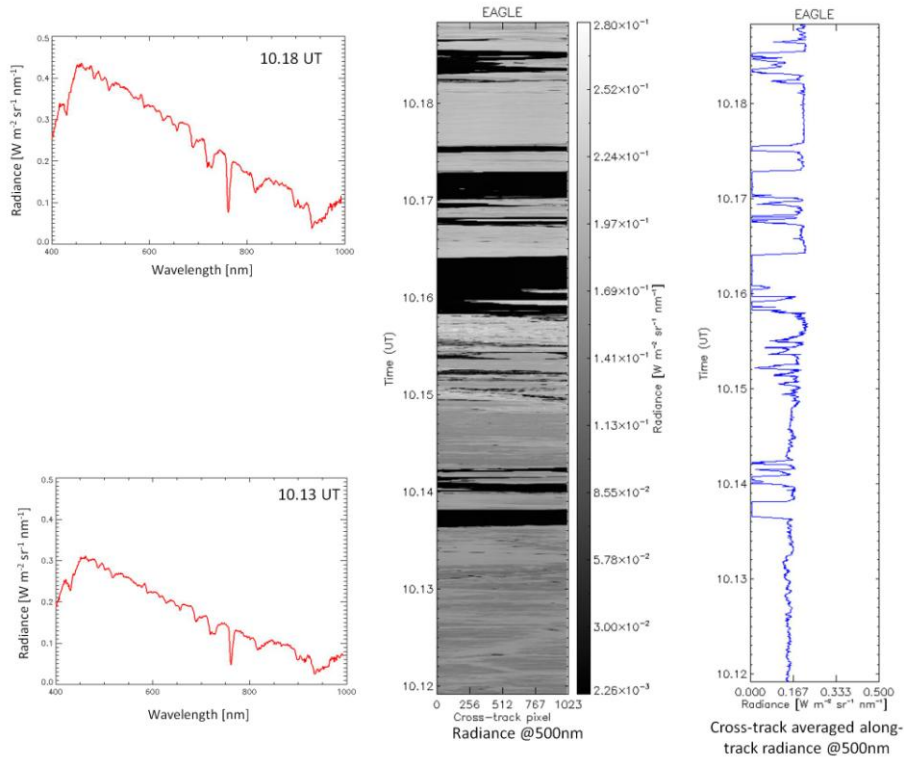 10.18 UT
0.5
0.4
0.3
0.2
0.1
0.0
Radiance [W m⁻² sr⁻¹ nm⁻¹]
400
600
800
1000
Wavelength [nm]
10.13 UT
0.5
0.4
0.3
0.2
0.1
0.0
Radiance [W m⁻² sr⁻¹ nm⁻¹]
400
600
800
1000
Wavelength [nm]
EAGLE
10.18
10.17
10.16
10.15
10.14
10.13
10.12
Time (UT)
0 256 512 767 1023
Cross-track pixel
Radiance @500nm
2.80×10⁻¹
2.52×10⁻¹
2.24×10⁻¹
1.97×10⁻¹
1.69×10⁻¹
1.41×10⁻¹
1.13×10⁻¹
8.55×10⁻²
5.78×10⁻²
3.00×10⁻²
2.26×10⁻³
Radiance [W m⁻² sr⁻¹ nm⁻¹]
EAGLE
10.18
10.17
10.16
10.15
10.14
10.13
10.12
Time (UT)
0.000 0.167 0.333 0.500
Radiance [W m⁻² sr⁻¹ nm⁻¹]
Cross-track averaged along-
track radiance @500nm